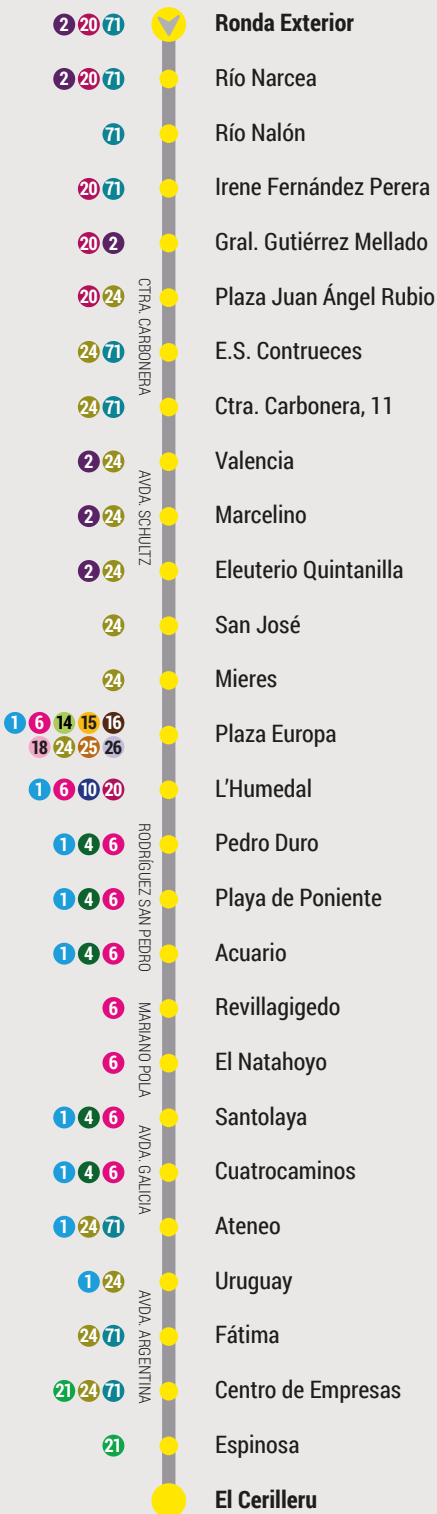 2 20 71 Ronda Exterior
2 20 71 Río Narcea
71 Río Nalón
20 71 Irene Fernández Perera
20 2 Gral. Gutiérrez Mellado
CTRA. CARBONERA
20 24 Plaza Juan Ángel Rubio
24 71 E.S. Contrueces
24 71 Ctra. Carbonera, 11
AVDA. SCHULTZ
2 24 Valencia
2 24 Marcelino
2 24 Eleuterio Quintanilla
24 San José
24 Mieres
1 6 14 15 16
18 24 25 26
Plaza Europa
1 6 10 20 L'Humedal
RODRÍGUEZ SAN PEDRO
1 4 6 Pedro Duro
1 4 6 Playa de Poniente
1 4 6 Acuario
MARIANO POLA
6 Revillagigedo
6 El Natahoyo
AVDA. GALICIA
1 4 6 Santolaya
1 4 6 Cuatrocaminos
1 24 71 Ateneo
AVDA. ARGENTINA
1 24 Uruguay
24 71 Fátima
21 24 71 Centro de Empresas
21 Espinosa
El Cerilleru